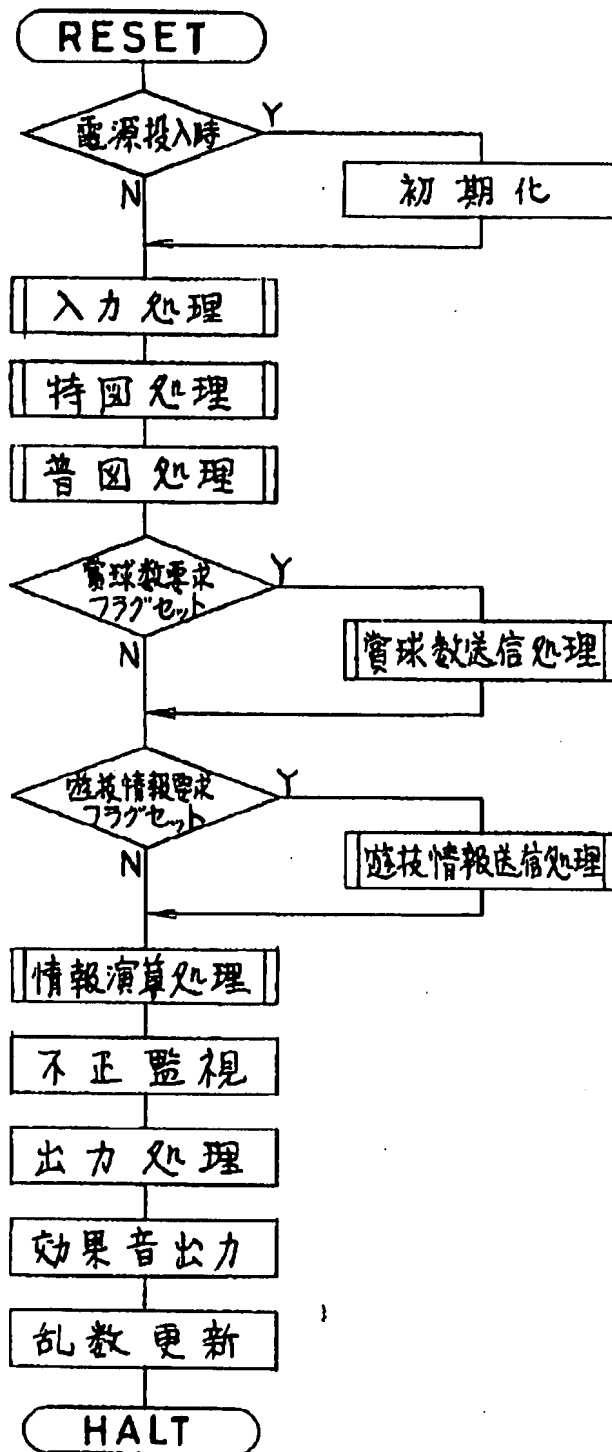 RESET
電源投入時
Y
N
初期化
入力処理
特図処理
普図処理
賞球数要求
フラグセット
Y
N
賞球数送信処理
遊技情報要求
フラグセット
Y
N
遊技情報送信処理
情報演算処理
不正監視
出力処理
効果音出力
乱数更新
HALT